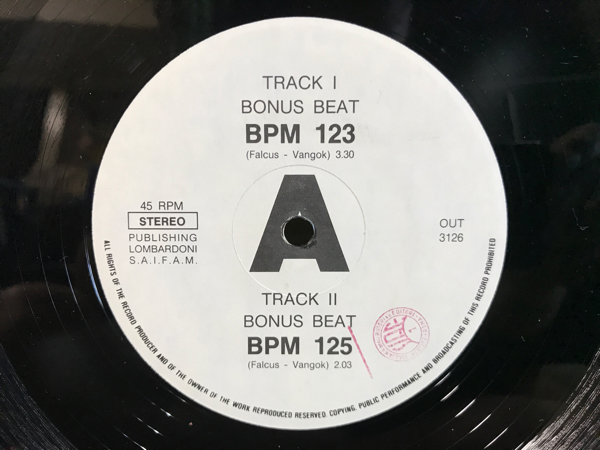 TRACK I
BONUS BEAT
BPM 123
(Falcus - Vangok) 3.30
45 RPM
STEREO
PUBLISHING
LOMBARDONI
S.A.I.F.A.M.
A
OUT
3126
TRACK II
BONUS BEAT
BPM 125
(Falcus - Vangok) 2.03
ALL RIGHTS OF THE RECORD PRODUCER AND OF THE OWNER OF THE WORK REPRODUCED RESERVED. COPYING, PUBLIC PERFORMANCE AND BROADCASTING OF THIS RECORD PROHIBITED